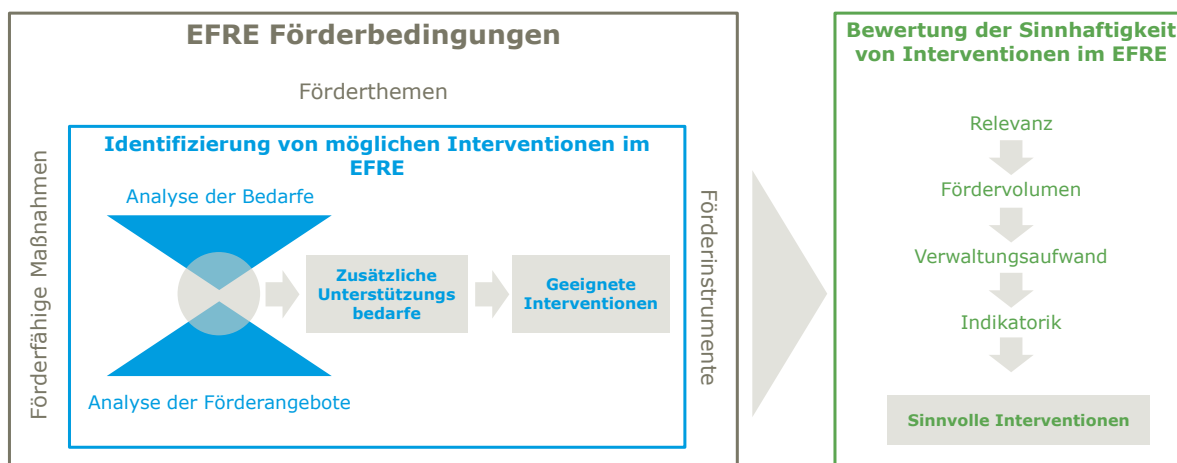 EFRE Förderbedingungen
Förderthemen
Förderfähige Maßnahmen
Identifizierung von möglichen Interventionen im
EFRE
Analyse der Bedarfe
Zusätzliche
Unterstützungs
bedarfe
Geeignete
Interventionen
Analyse der Förderangebote
Förderinstrumente
Bewertung der Sinnhaftigkeit
von Interventionen im EFRE
Relevanz
Fördervolumen
Verwaltungsaufwand
Indikatorik
Sinnvolle Interventionen